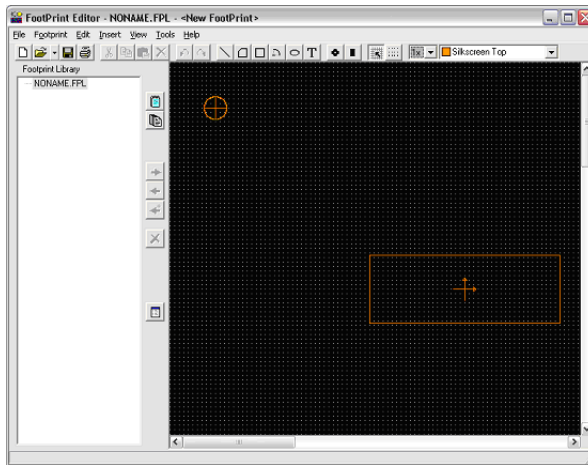 FootPrint Editor - NONAME.FPL - <New FootPrint>
File Footprint Edit Insert View Tools Help
T Silkscreen Top
Footprint Library
NONAME.FPL